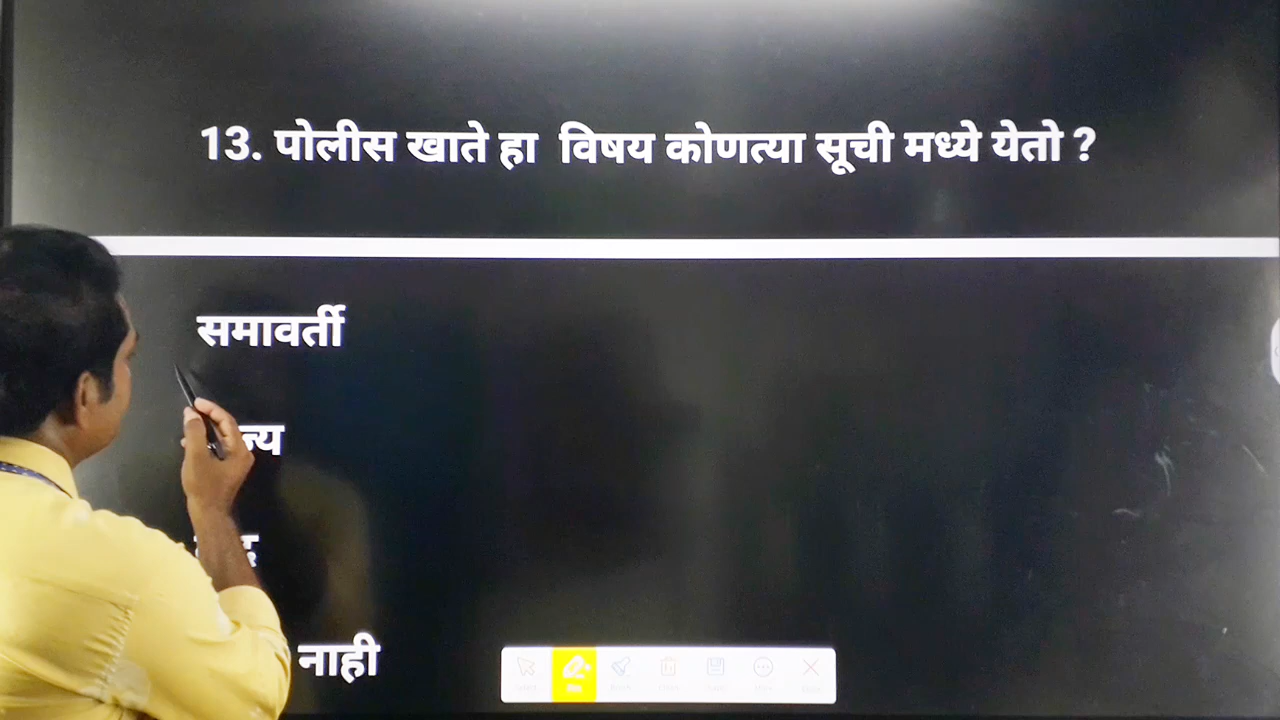 13. पोलीस खाते हा विषय कोणत्या सूची मध्ये येतो ?
समावर्ती
नाही